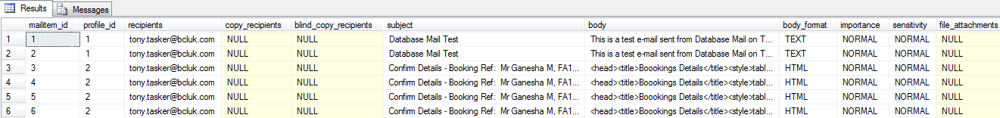 Results Messages
mailitem_id profile_id recipients copy_recipients blind_copy_recipients subject body body_format importance sensitivity file_attachments
1 1 1 tony.tasker@bcluk.com NULL NULL Database Mail Test This is a test e-mail sent from Database Mail on T... TEXT NORMAL NORMAL NULL
2 2 1 tony.tasker@bcluk.com NULL NULL Database Mail Test This is a test e-mail sent from Database Mail on T... TEXT NORMAL NORMAL NULL
3 3 2 tony.tasker@bcluk.com NULL NULL Confirm Details - Booking Ref: Mr Ganesha M, FA1... <head><title>Boookings Details</title><style>tabl... HTML NORMAL NORMAL NULL
4 4 2 tony.tasker@bcluk.com NULL NULL Confirm Details - Booking Ref: Mr Ganesha M, FA1... <head><title>Boookings Details</title><style>tabl... HTML NORMAL NORMAL NULL
5 5 2 tony.tasker@bcluk.com NULL NULL Confirm Details - Booking Ref: Mr Ganesha M, FA1... <head><title>Boookings Details</title><style>tabl... HTML NORMAL NORMAL NULL
6 6 2 tony.tasker@bcluk.com NULL NULL Confirm Details - Booking Ref: Mr Ganesha M, FA1... <head><title>Boookings Details</title><style>tabl... HTML NORMAL NORMAL NULL